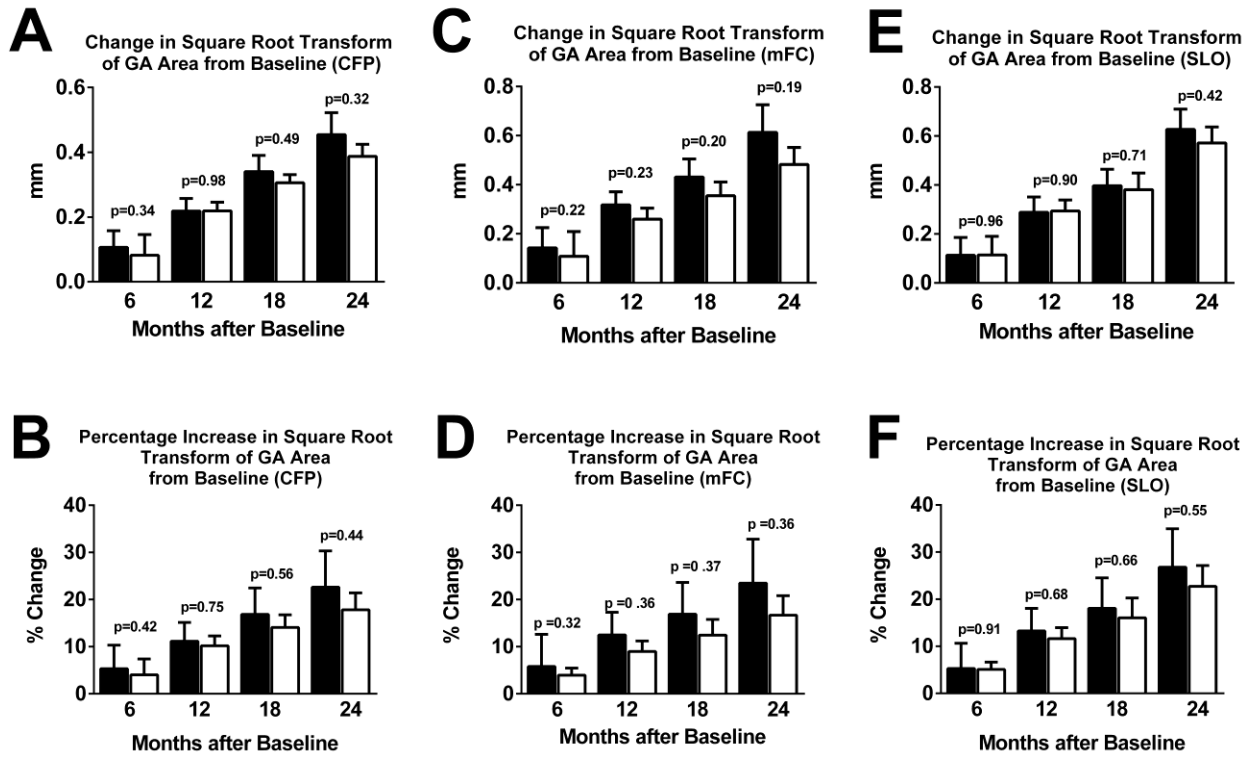 A
Change in Square Root Transform
of GA Area from Baseline (CFP)
0.6
0.4
0.2
0.0
mm
p=0.34
p=0.98
p=0.49
p=0.32
6 12 18 24
Months after Baseline
C
Change in Square Root Transform
of GA Area from Baseline (mFC)
0.8
0.6
0.4
0.2
0.0
mm
p=0.22
p=0.23
p=0.20
p=0.19
6 12 18 24
Months after Baseline
E
Change in Square Root Transform
of GA Area from Baseline (SLO)
0.8
0.6
0.4
0.2
0.0
mm
p=0.96
p=0.90
p=0.71
p=0.42
6 12 18 24
Months after Baseline
B
Percentage Increase in Square Root
Transform of GA Area
from Baseline (CFP)
40
30
20
10
0
% Change
p=0.42
p=0.75
p=0.56
p=0.44
6 12 18 24
Months after Baseline
D
Percentage Increase in Square Root
Transform of GA Area
from Baseline (mFC)
40
30
20
10
0
% Change
p =0.32
p =0 .36
p =0 .37
p =0.36
6 12 18 24
Months after Baseline
F
Percentage Increase in Square Root
Transform of GA Area
from Baseline (SLO)
40
30
20
10
0
% Change
p=0.91
p=0.68
p=0.66
p=0.55
6 12 18 24
Months after Baseline